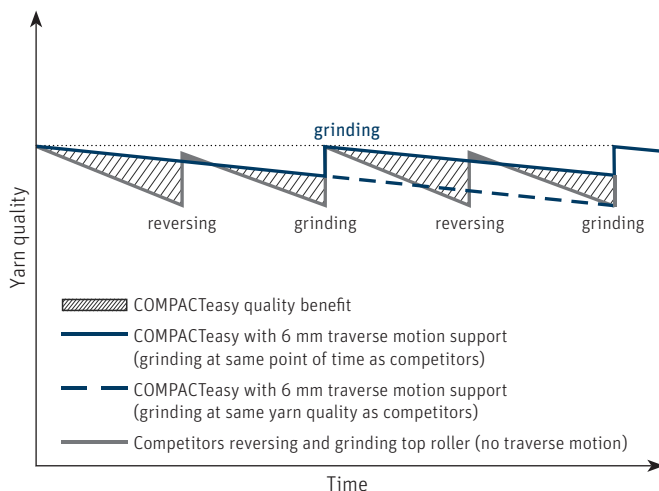 grinding
reversing grinding reversing grinding
Yarn quality
COMPACTeasy quality benefit
COMPACTeasy with 6 mm traverse motion support
(grinding at same point of time as competitors)
COMPACTeasy with 6 mm traverse motion support
(grinding at same yarn quality as competitors)
Competitors reversing and grinding top roller (no traverse motion)
Time